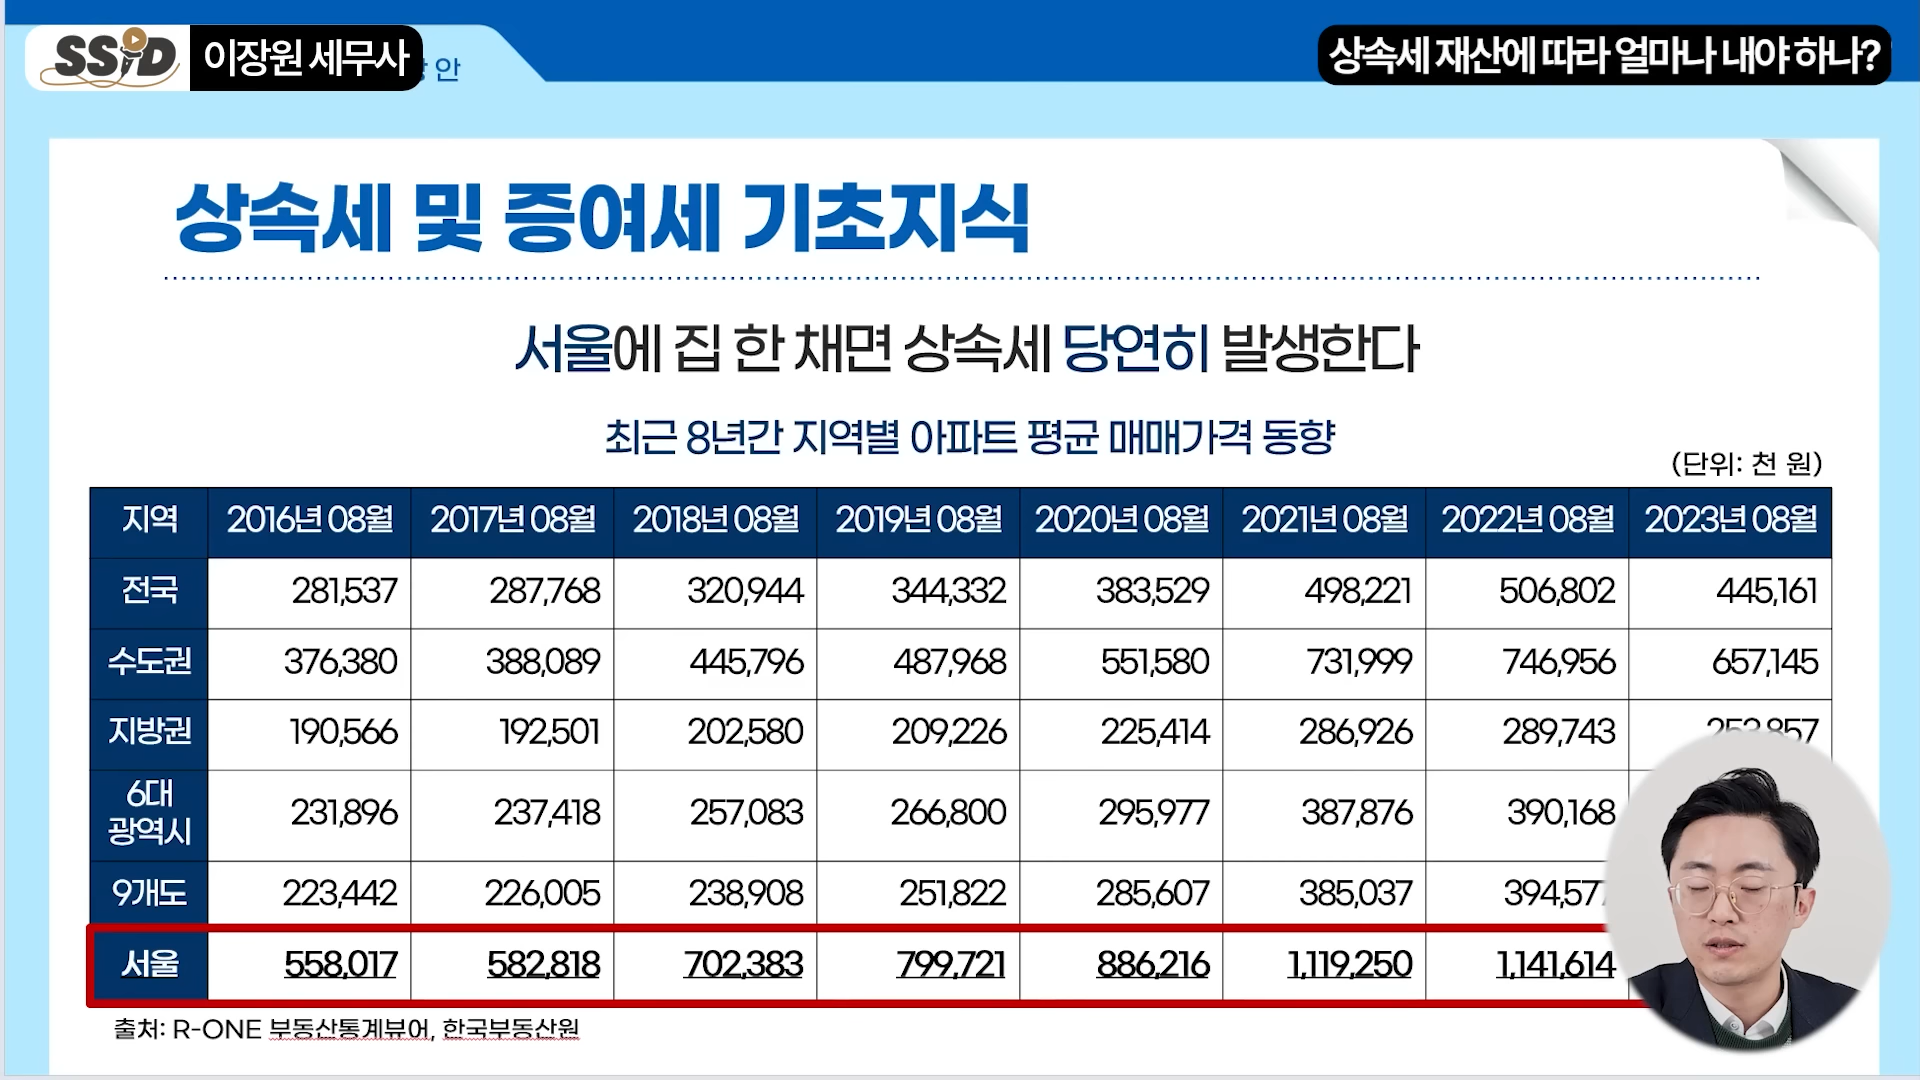 SSiD 이장원 세무사
안
상속세 재산에 따라 얼마나 내야 하나?
상속세 및 증여세 기초지식
서울에 집 한 채면 상속세 당연히 발생한다
최근 8년간 지역별 아파트 평균 매매가격 동향
(단위: 천 원)
지역 2016년 08월 2017년 08월 2018년 08월 2019년 08월 2020년 08월 2021년 08월 2022년 08월 2023년 08월
전국 281,537 287,768 320,944 344,332 383,529 498,221 506,802 445,161
수도권 376,380 388,089 445,796 487,968 551,580 731,999 746,956 657,145
지방권 190,566 192,501 202,580 209,226 225,414 286,926 289,743
6대
광역시 231,896 237,418 257,083 266,800 295,977 387,876 390,168
9개도 223,442 226,005 238,908 251,822 285,607 385,037 394,577
서울 558,017 582,818 702,383 799,721 886,216 1,119,250 1,141,614
출처: R-ONE 부동산통계뷰어, 한국부동산원